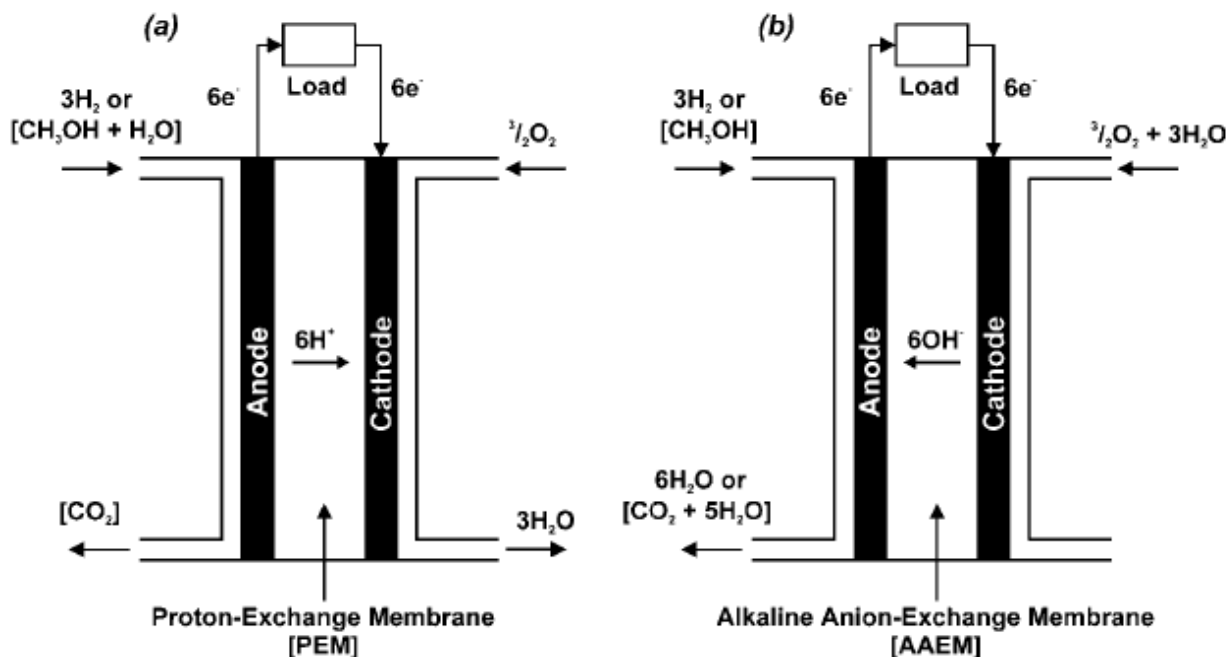 (a)
Load
6e⁻
6e⁻
3H₂ or
[CH₃OH + H₂O]
³/₂O₂
Anode
6H⁺
Cathode
[CO₂]
3H₂O
Proton-Exchange Membrane
[PEM]
(b)
Load
6e⁻
6e⁻
3H₂ or
[CH₃OH]
³/₂O₂ + 3H₂O
Anode
6OH⁻
Cathode
6H₂O or
[CO₂ + 5H₂O]
Alkaline Anion-Exchange Membrane
[AAEM]